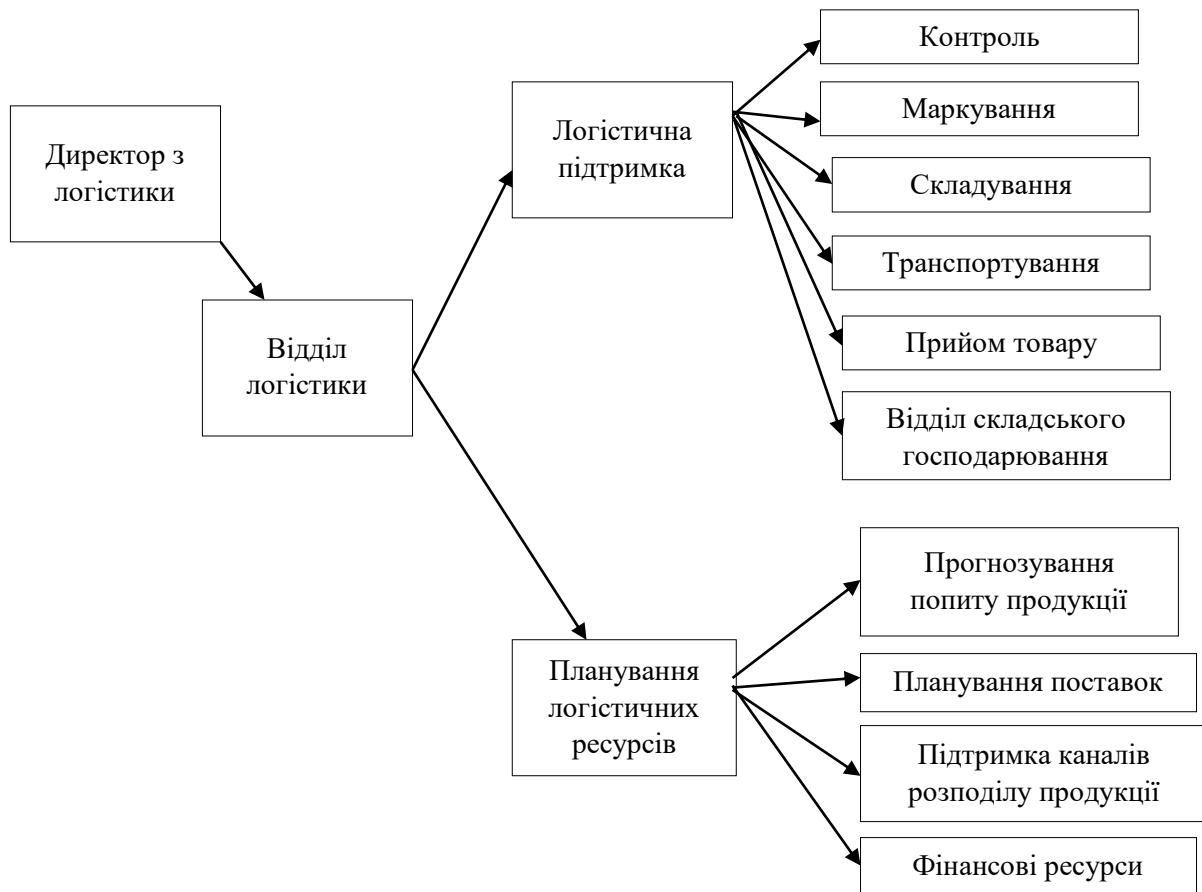 Директор з
логістики
Відділ
логістики
Логістична
підтримка
Контроль
Маркування
Складування
Транспортування
Прийом товару
Відділ складського
господарювання
Планування
логістичних
ресурсів
Прогнозування
попиту продукції
Планування поставок
Підтримка каналів
розподілу продукції
Фінансові ресурси